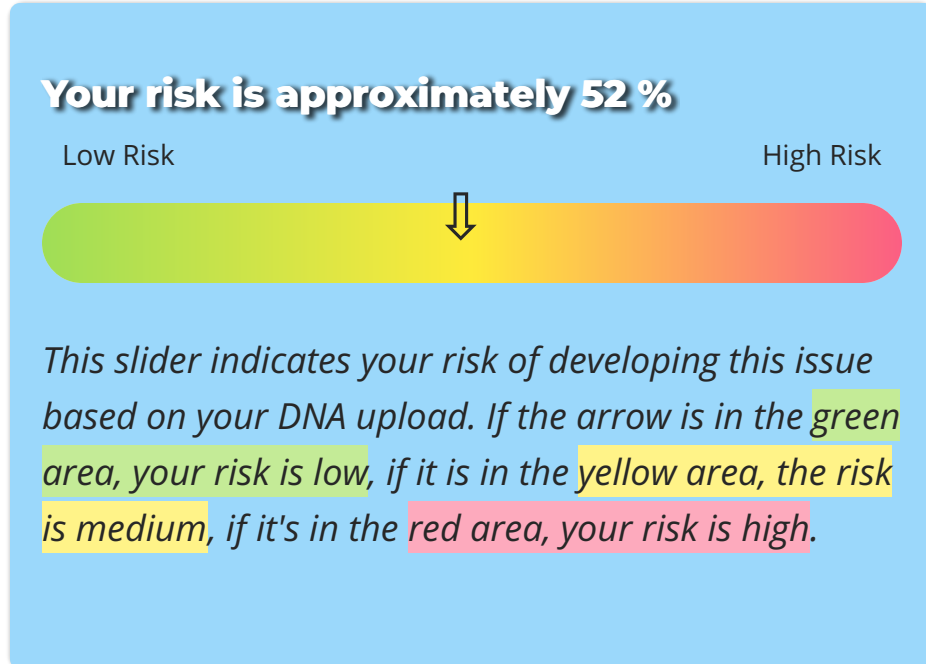 Your risk is approximately 52 %
Low Risk High Risk
This slider indicates your risk of developing this issue
based on your DNA upload. If the arrow is in the green
area, your risk is low, if it is in the yellow area, the risk
is medium, if it's in the red area, your risk is high.